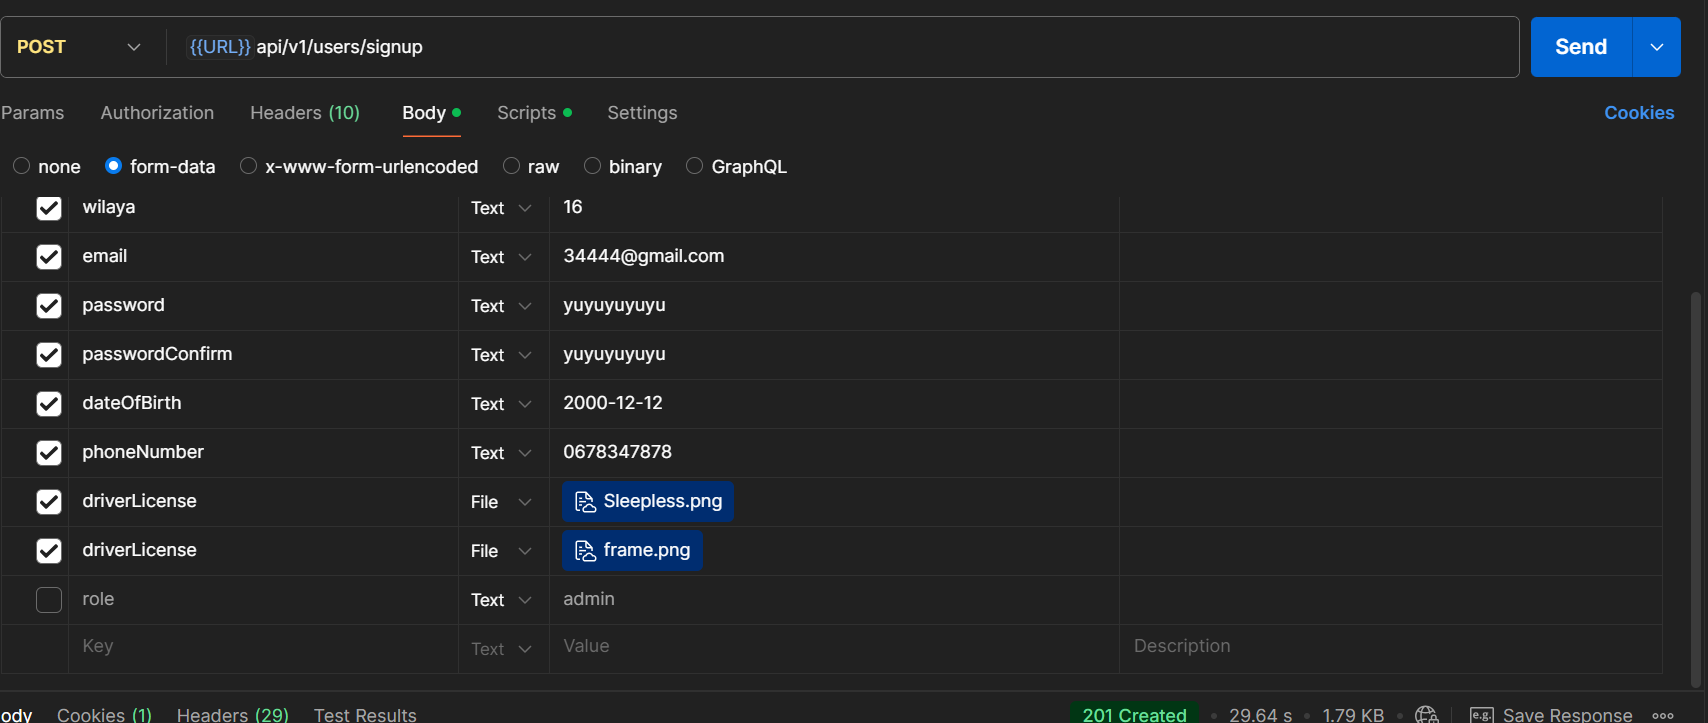 POST {{URL}} api/v1/users/signup Send
Params Authorization Headers (10) Body Scripts Settings Cookies
none form-data x-www-form-urlencoded raw binary GraphQL
wilaya Text 16
email Text 34444@gmail.com
password Text yuyuyuyuyu
passwordConfirm Text yuyuyuyuyu
dateOfBirth Text 2000-12-12
phoneNumber Text 0678347878
driverLicense File Sleepless.png
driverLicense File frame.png
role Text admin
Key Text Value Description
ody Cookies (1) Headers (29) Test Results 201 Created • 29.64 s • 1.79 KB • e.g. Save Response